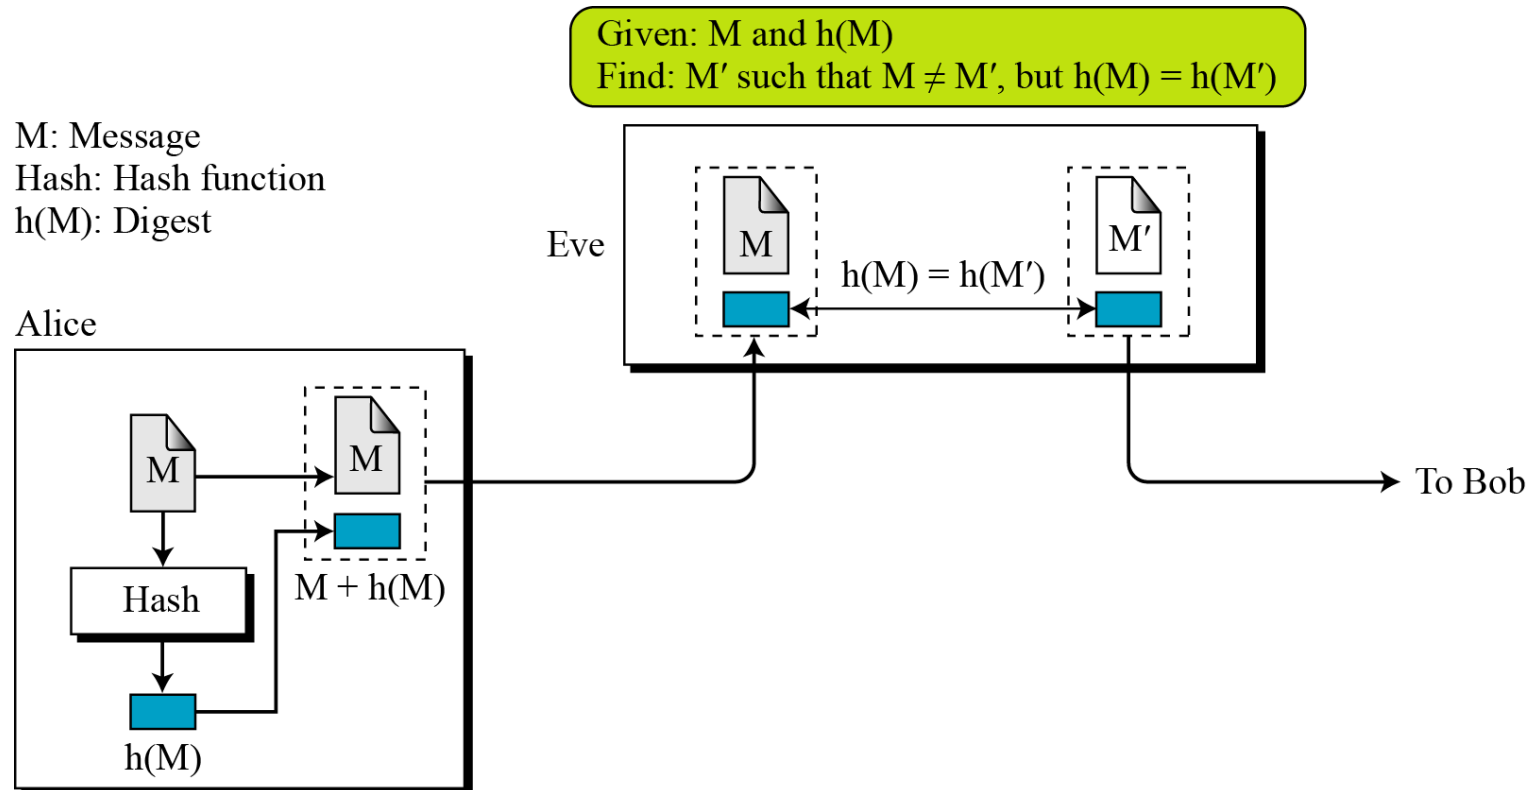 Given: M and h(M)
Find: M′ such that M ≠ M′, but h(M) = h(M′)
M: Message
Hash: Hash function
h(M): Digest
Eve
M
M′
h(M) = h(M′)
Alice
M
M
To Bob
Hash
M + h(M)
h(M)